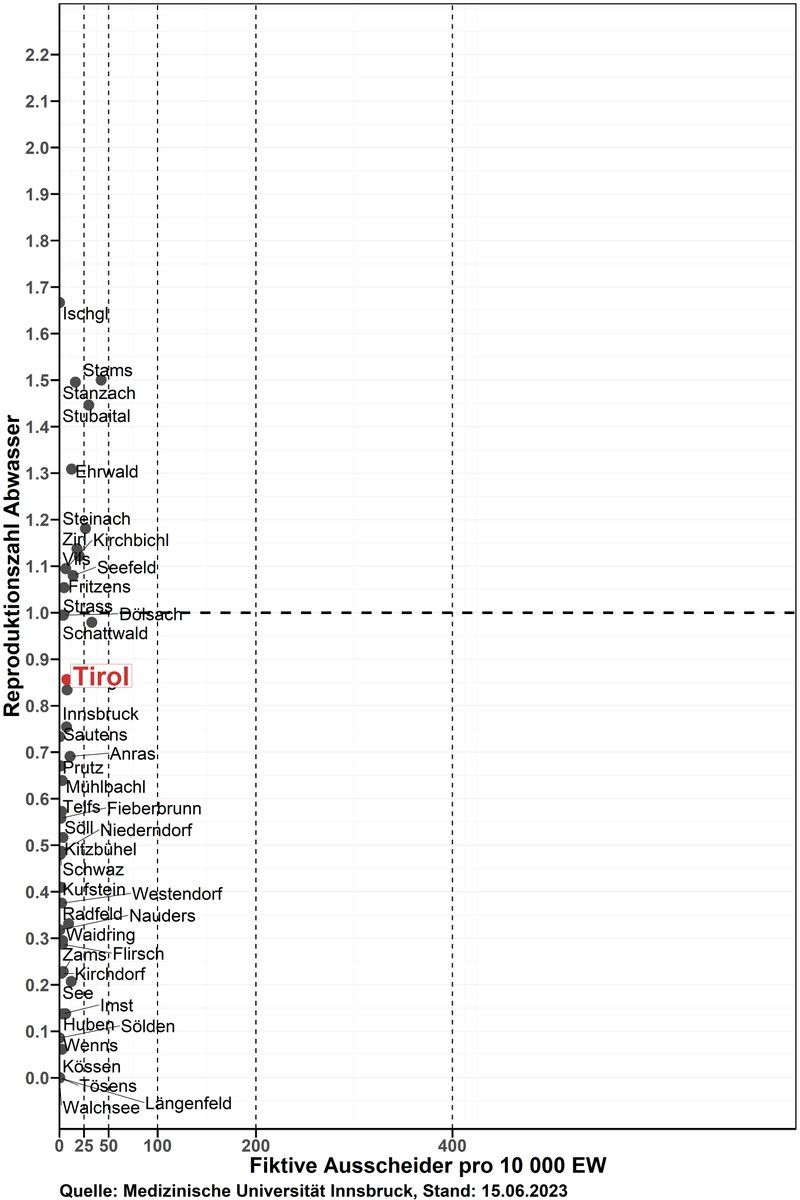 Reproduktionszahl Abwasser
2.2
2.1
2.0
1.9
1.8
1.7
Ischgl
1.6
Stams
1.5
Stanzach
Stubaital
1.4
1.3
Ehrwald
1.2
Steinach
Zirl
Kirchbichl
Vils
1.1
Seefeld
Fritzens
Strass
1.0
Dölsach
Schattwald
0.9
Tirol
0.8
Innsbruck
Sautens
0.7
Anras
Prutz
Mühlbachl
0.6
Telfs
Fieberbrunn
Söll
Niederndorf
0.5
Kitzbühel
Schwaz
0.4
Kufstein
Westendorf
Radfeld
Nauders
0.3
Waidring
Zams
Flirsch
Kirchdorf
0.2
See
Imst
0.1
Huben
Sölden
Wenns
Kössen
0.0
Tösens
Längenfeld
Walchsee
0 25 50 100 200 400
Fiktive Ausscheider pro 10 000 EW
Quelle: Medizinische Universität Innsbruck, Stand: 15.06.2023